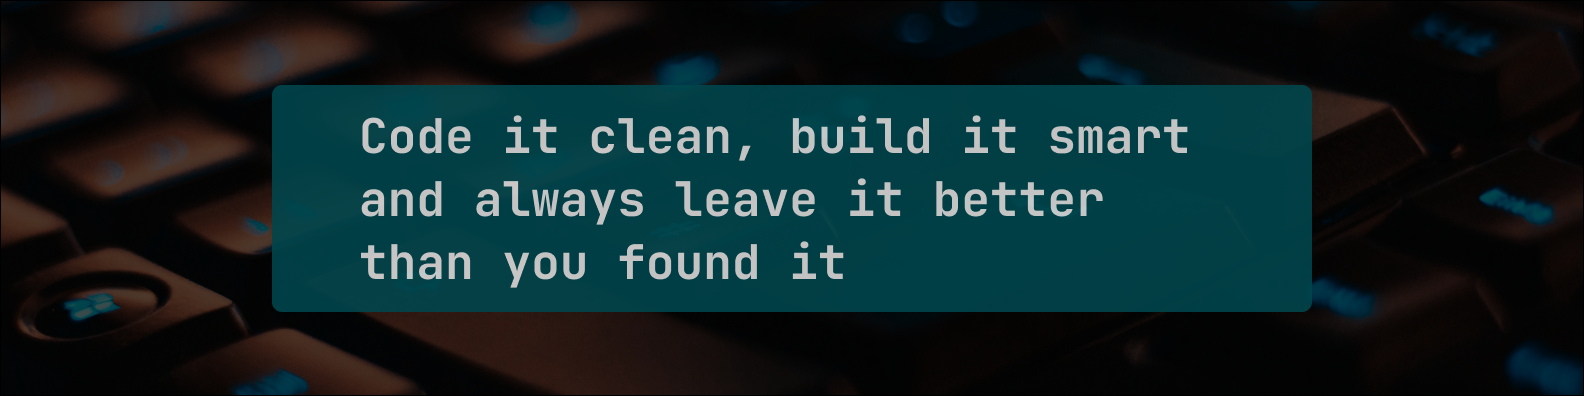 Code it clean, build it smart
and always leave it better
than you found it